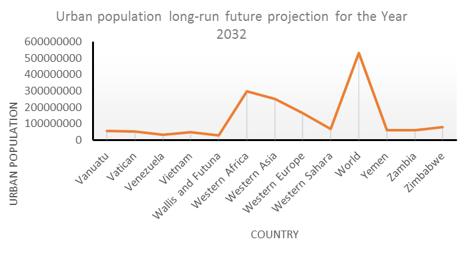 Urban population long-run future projection for the Year
2032
600000000
500000000
400000000
300000000
200000000
100000000
0
URBAN POPULATION
Vanuatu
Vatican
Venezuela
Vietnam
Wallis and Futuna
Western Africa
Western Asia
Western Europe
Western Sahara
World
Yemen
Zambia
Zimbabwe
COUNTRY